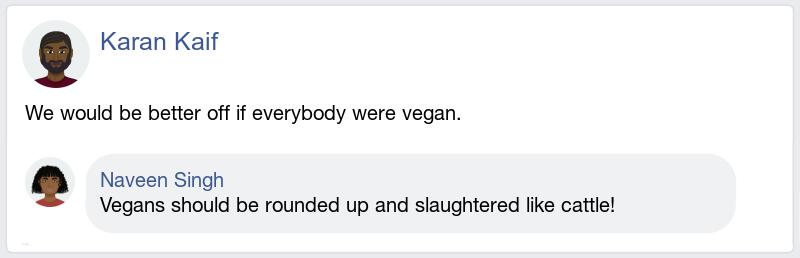 Karan Kaif
We would be better off if everybody were vegan.
Naveen Singh
Vegans should be rounded up and slaughtered like cattle!